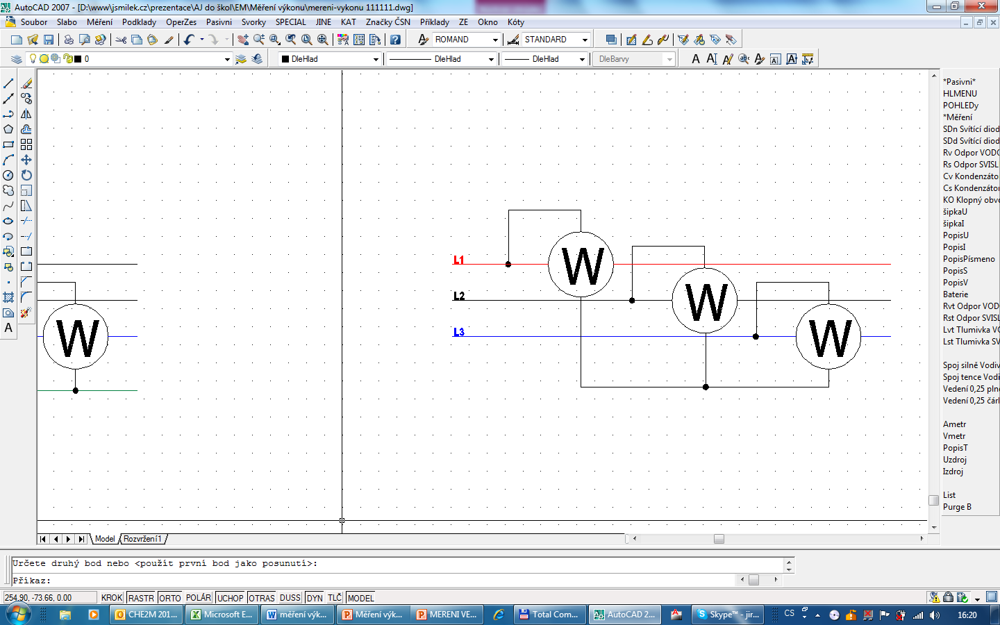 AutoCAD 2007 - [D:\www\jsmilek.cz\prezentace\AJ do škol\EM\Měření výkonu\mereni-vykonu 111111.dwg]
Soubor Slabo Měření Podklady OperZes Pasivni Svorky SPECIAL JINE KAT Značky ČSN Příklady ZE Okno Kóty
ROMAND STANDARD
0 DleHlad DleHlad DleHlad DleBarvy
*Pasivni*
HLMENU
POHLEDy
*Měření
SDn Svítící diod
SDd Svítící diod
Rv Odpor VODO
Rs Odpor SVISL
Cv Kondenzáto
Cs Kondenzátor
KO Klopný obvo
šipkaU
šipkaI
PopisU
PopisI
PopisPísmeno
PopisS
PopisV
Baterie
Rvt Odpor VOD
Rst Odpor SVISL
Lvt Tlumivka VO
Lst Tlumivka SV
Spoj silně Vodiv
Spoj tence Vodi
Vedení 0,25 plně
Vedení 0,25 čárl
Ametr
Vmetr
PopisT
Uzdroj
Izdroj
List
Purge B
L1 W
L2 W
L3 W
W
Model Rozvržení1
Určete druhý bod nebo <použít první bod jako posunutí>:
Příkaz:
254.90, -73.66, 0.00 KROK RASTR ORTO POLÁR UCHOP OTRAS DUSS DYN TLČ MODEL
CHE2M 201... Microsoft E... měření výk... Měření výk... MERENI VE... Total Com... AutoCAD 2... Skype™ - jir... CS 16:20